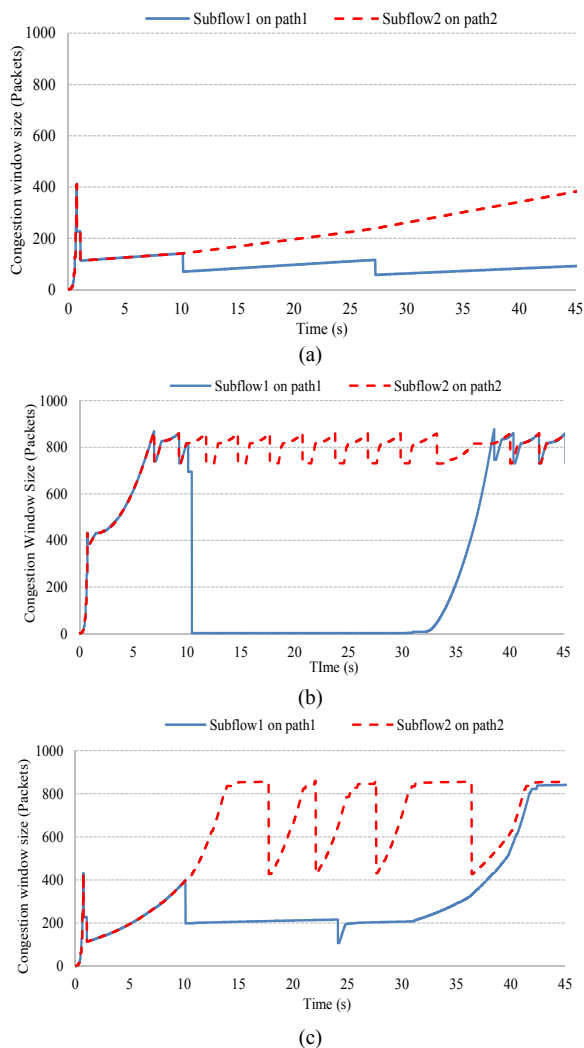 Subflow1 on path1 Subflow2 on path2
1000
800
600
400
200
0
Congestion window size (Packets)
0 5 10 15 20 25 30 35 40 45
Time (s)
(a)
Subflow1 on path1 Subflow2 on path2
1000
800
600
400
200
0
Congestion Window Size (Packets)
0 5 10 15 20 25 30 35 40 45
TIme (s)
(b)
Subflow1 on path1 Subflow2 on path2
1000
800
600
400
200
0
Congestion window size (Packets)
0 5 10 15 20 25 30 35 40 45
Time (s)
(c)